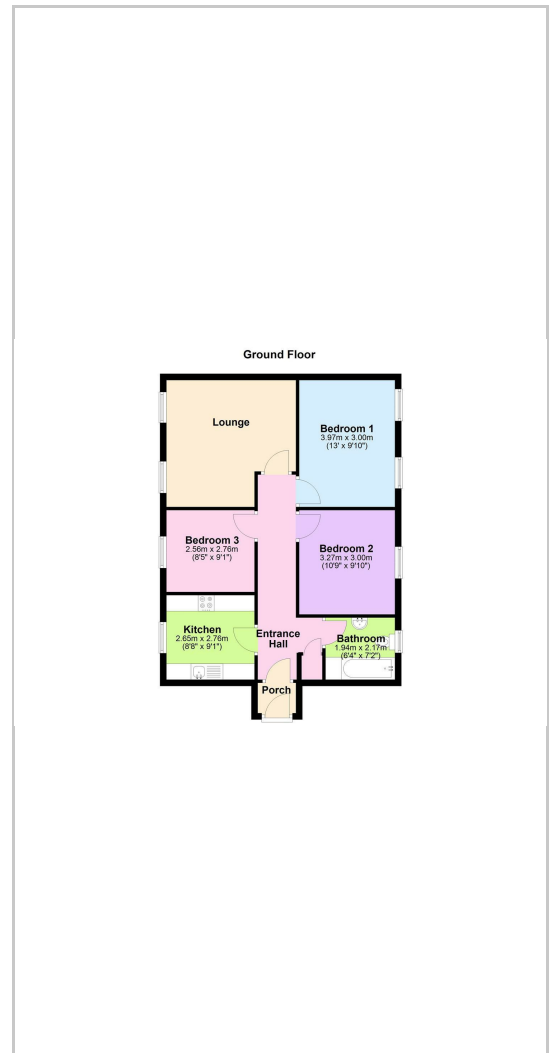 Ground Floor
Lounge
Bedroom 1
3.97m x 3.00m
(13' x 9'10")
Bedroom 3
2.56m x 2.76m
(8'5" x 9'1")
Bedroom 2
3.27m x 3.00m
(10'9" x 9'10")
Kitchen
2.65m x 2.76m
(8'8" x 9'1")
Entrance
Hall
Bathroom
1.94m x 2.17m
(6'4" x 7'2")
Porch